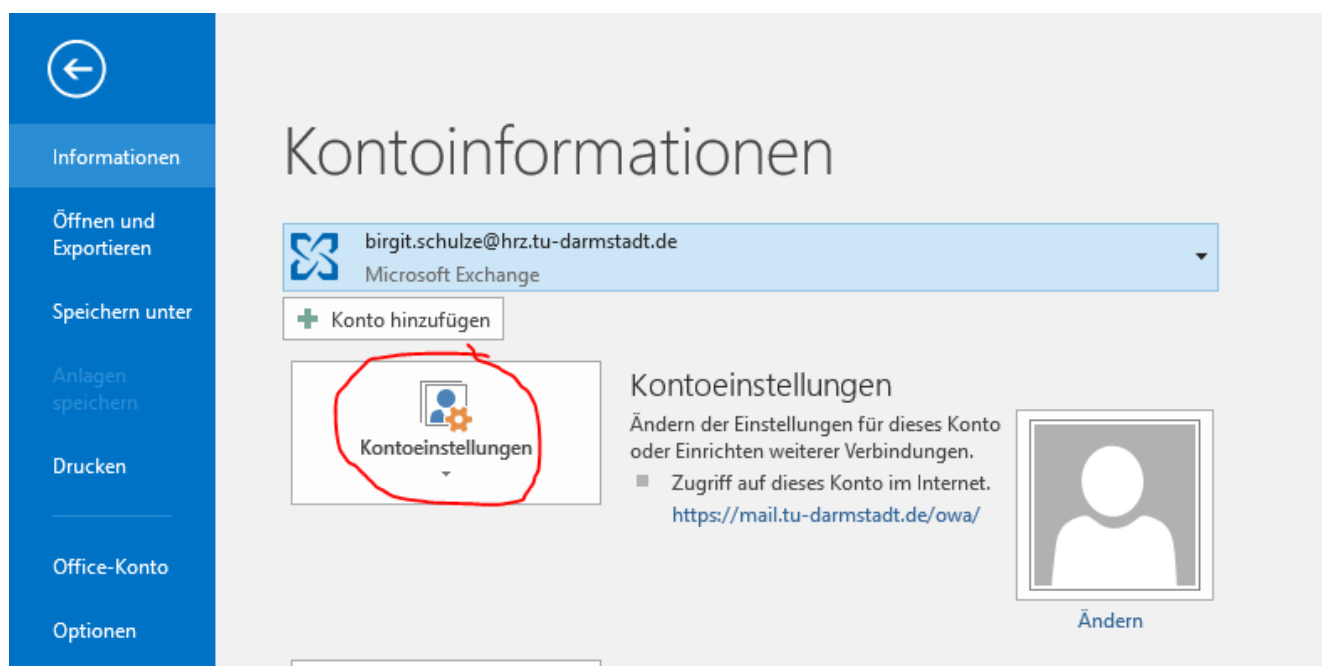 Informationen
Öffnen und
Exportieren
Speichern unter
Anlagen
speichern
Drucken
Office-Konto
Optionen
Kontoinformationen
birgit.schulze@hrz.tu-darmstadt.de
Microsoft Exchange
Konto hinzufügen
Kontoeinstellungen
Kontoeinstellungen
Ändern der Einstellungen für dieses Konto
oder Einrichten weiterer Verbindungen.
Zugriff auf dieses Konto im Internet.
https://mail.tu-darmstadt.de/owa/
Ändern